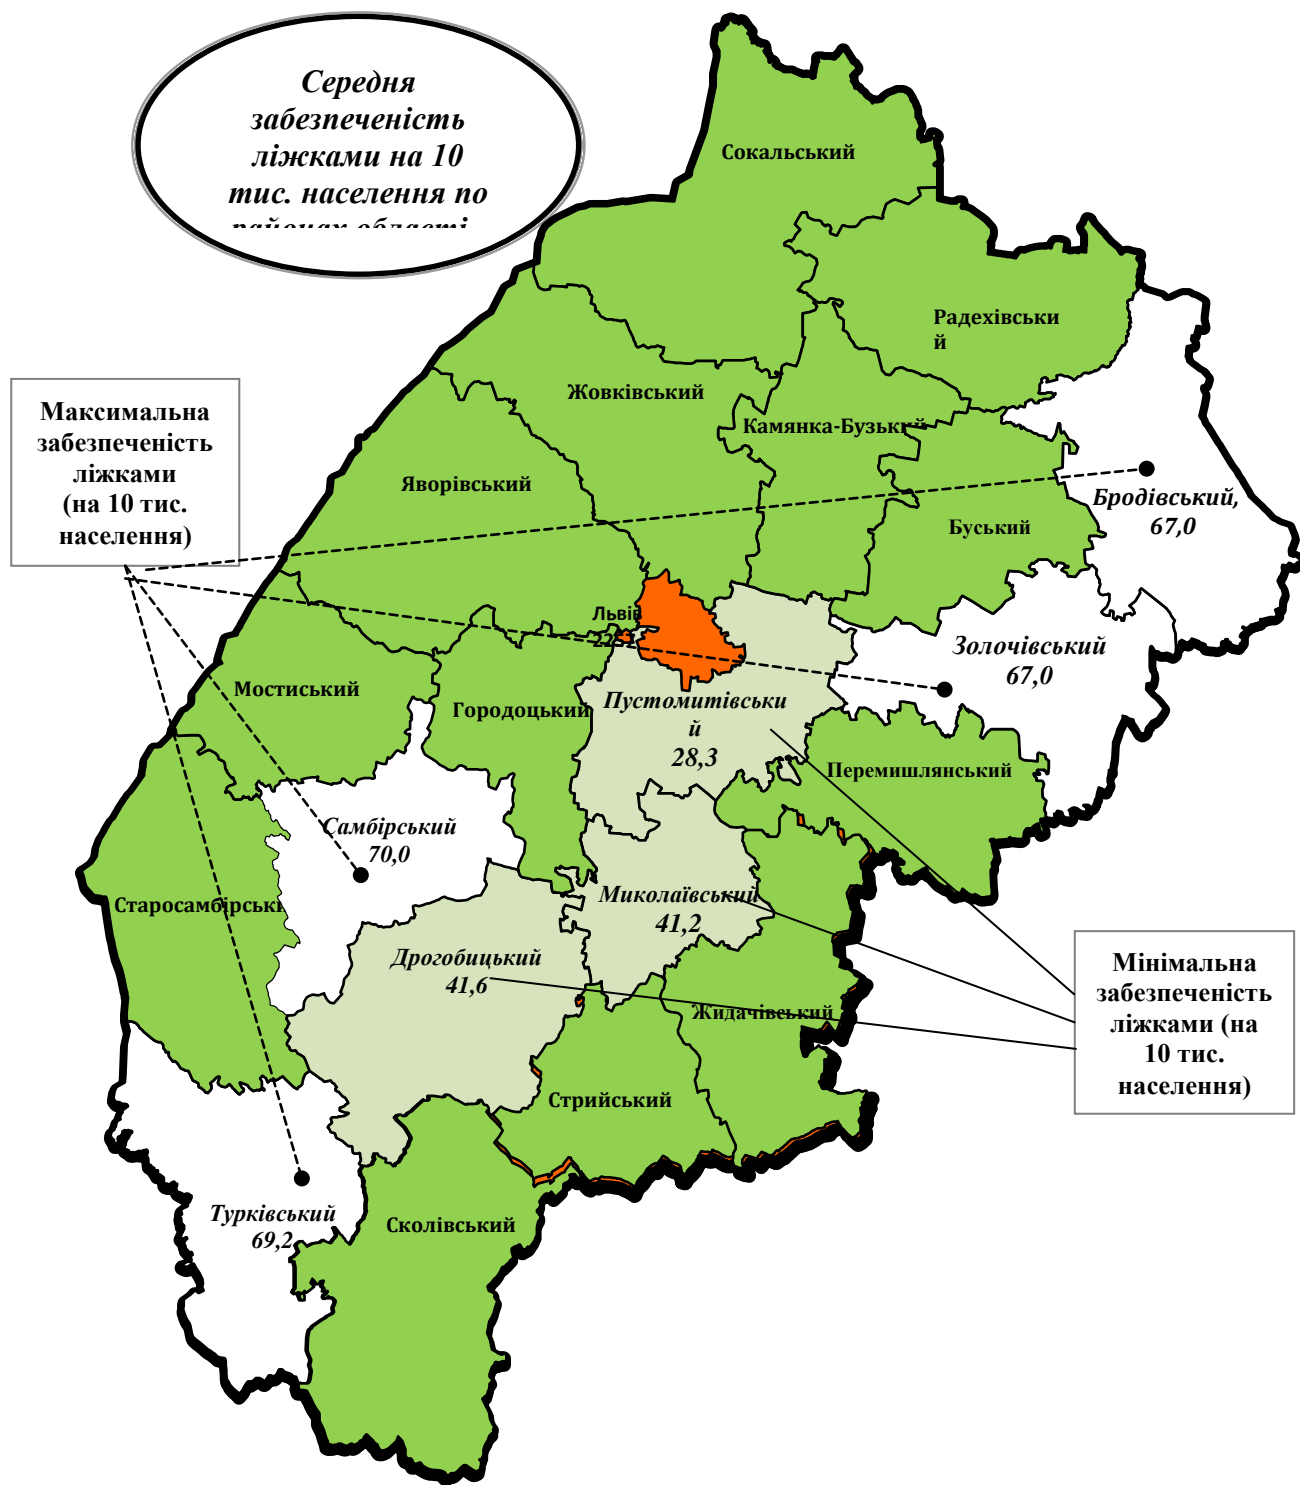 Середня
забезпеченість
ліжками на 10
тис. населення по
районах області
Сокальський
Радехівськи
й
Жовківський
Камянка-Бузький
Максимальна
забезпеченість
ліжками
(на 10 тис.
населення)
Яворівський
Бродівський,
67,0
Буський
Львів
Золочівський
67,0
Мостиський
Городоцький
Пустомитівськи
й
28,3
Перемишлянський
Самбірський
70,0
Старосамбірськ
Миколаївський
41,2
Дрогобицький
41,6
Мінімальна
забезпеченість
ліжками (на
10 тис.
населення)
Жидачівський
Стрийський
Турківський
69,2
Сколівський